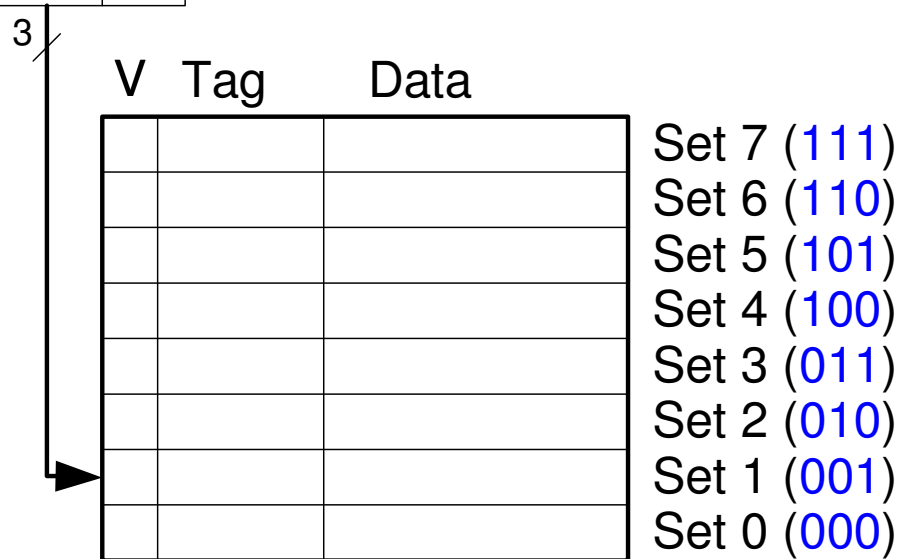 3
V Tag Data
Set 7 (111)
Set 6 (110)
Set 5 (101)
Set 4 (100)
Set 3 (011)
Set 2 (010)
Set 1 (001)
Set 0 (000)